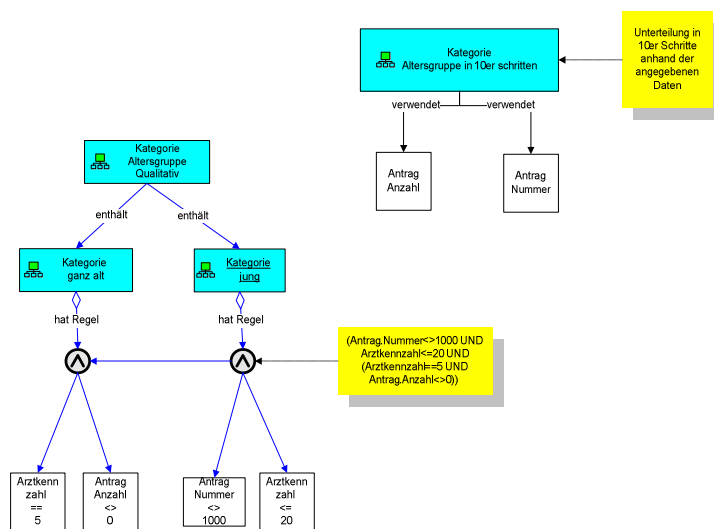 Kategorie
Altersgruppe in 10er schritten
Unterteilung in
10er Schritte
anhand der
angegebenen
Daten
verwendet
verwendet
Antrag
Anzahl
Antrag
Nummer
Kategorie
Altersgruppe
Qualitativ
enthält
enthält
Kategorie
ganz alt
Kategorie
jung
hat Regel
hat Regel
(Antrag.Nummer<>1000 UND
Arztkennzahl<=20 UND
(Arztkennzahl==5 UND
Antrag.Anzahl<>0))
Arztkenn
zahl
==
5
Antrag
Anzahl
<>
0
Antrag
Nummer
<>
1000
Arztkenn
zahl
<=
20